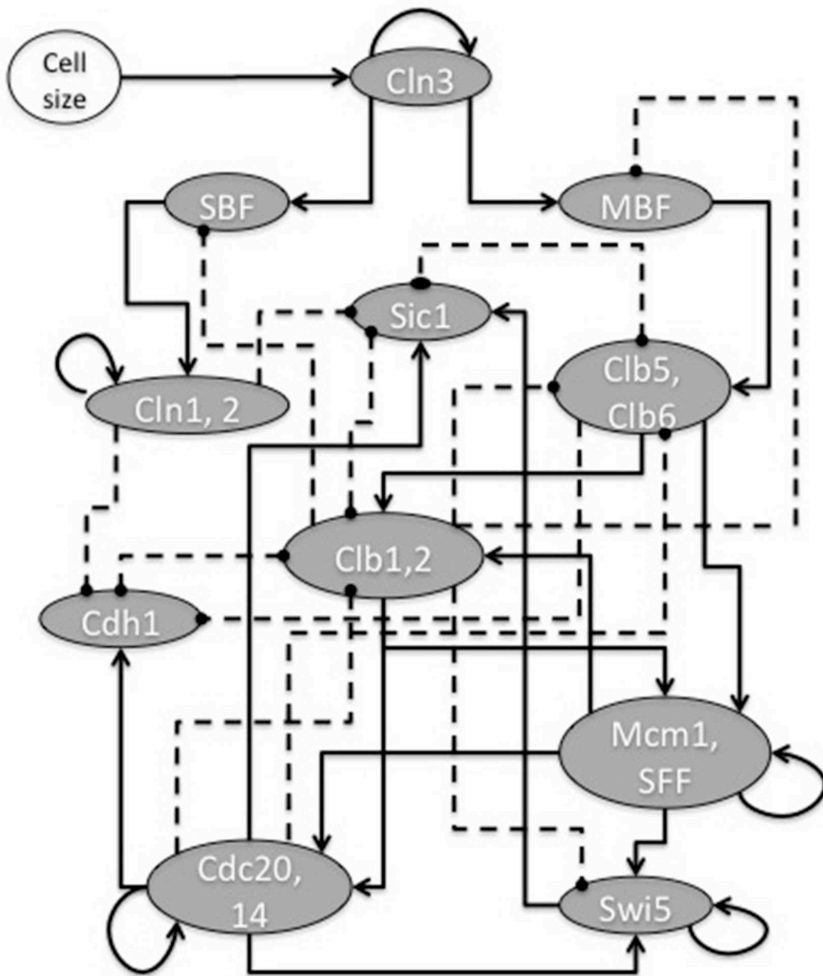 Cell
size
Cln3
SBF
MBF
Sic1
Clb5,
Clb6
Cln1, 2
Clb1,2
Cdh1
Mcm1,
SFF
Cdc20,
14
Swi5